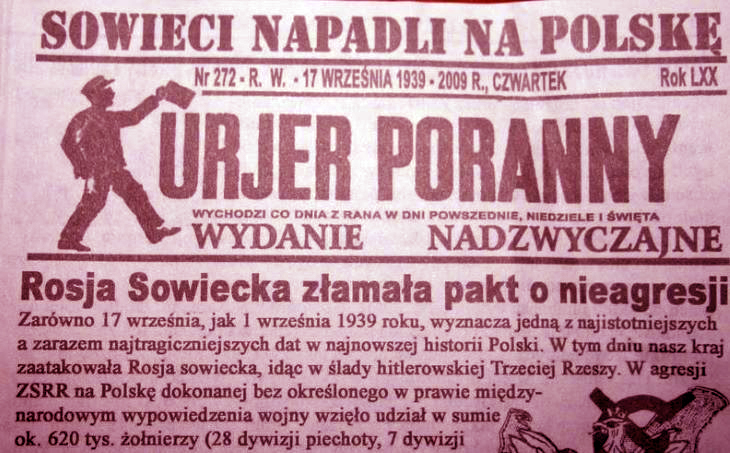 SOWIECI NAPADLI NA POLSKĘ
Nr 272 - R. W. - 17 WRZEŚNIA 1939 - 2009 R., CZWARTEK Rok LXX
URJER PORANNY
WYCHODZI CO DNIA Z RANA W DNI POWSZEDNIE, NIEDZIELE I ŚWIĘTA
WYDANIE NADZWYCZAJNE
Rosja Sowiecka złamała pakt o nieagresji
Zarówno 17 września, jak 1 września 1939 roku, wyznacza jedną z najistotniejszych
a zarazem najtragiczniejszych dat w najnowszej historii Polski. W tym dniu nasz kraj
zaatakowała Rosja sowiecka, idąc w ślady hitlerowskiej Trzeciej Rzeszy. W agresji
ZSRR na Polskę dokonanej bez określonego w prawie między-
narodowym wypowiedzenia wojny wzięło udział w sumie
ok. 620 tys. żołnierzy (28 dywizji piechoty, 7 dywizji